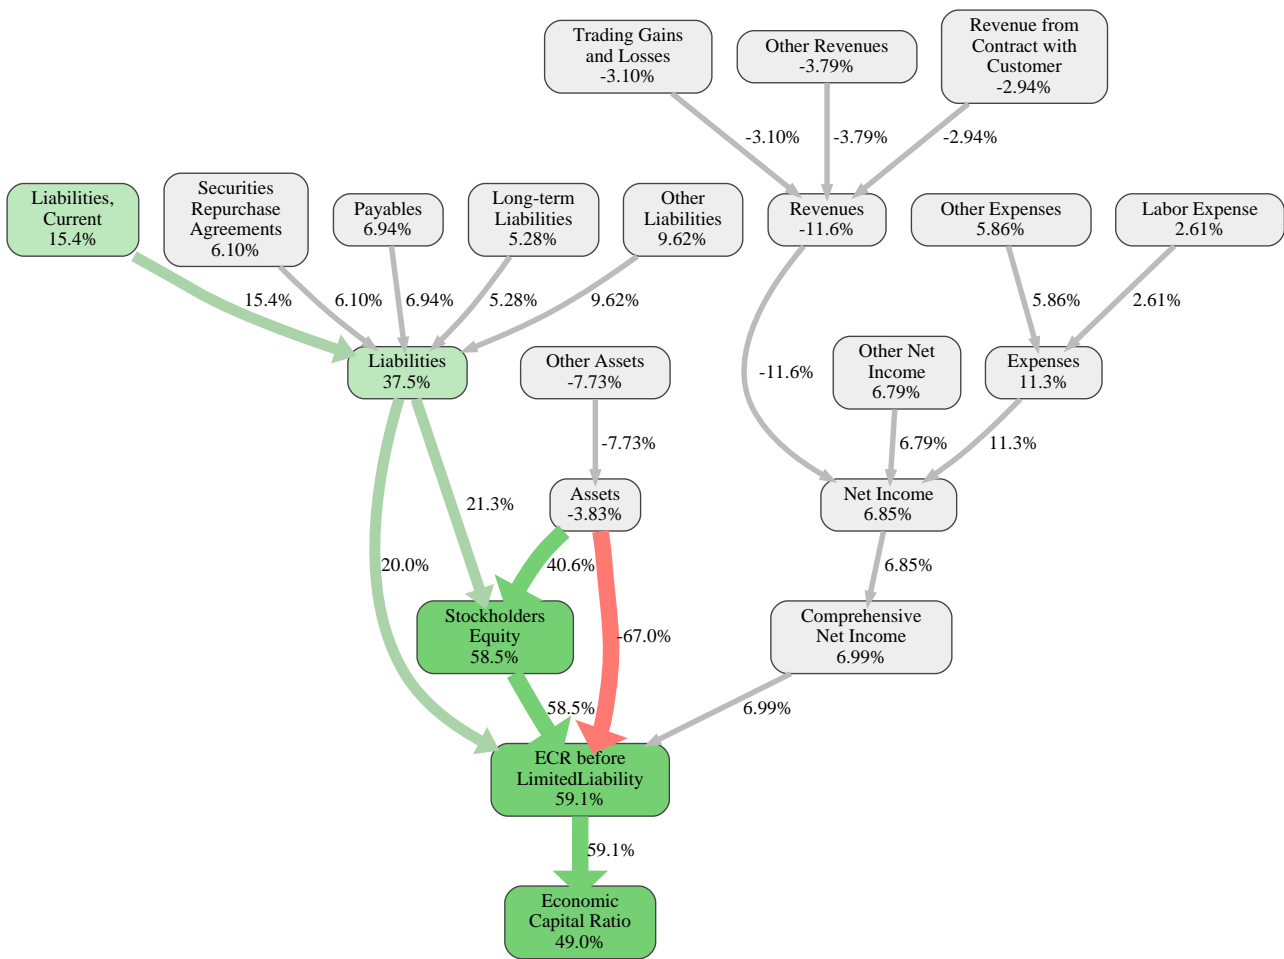 Trading Gains
and Losses
-3.10%
Other Revenues
-3.79%
Revenue from
Contract with
Customer
-2.94%
-3.10%
-3.79%
-2.94%
Liabilities,
Current
15.4%
Securities
Repurchase
Agreements
6.10%
Payables
6.94%
Long-term
Liabilities
5.28%
Other
Liabilities
9.62%
Revenues
-11.6%
Other Expenses
5.86%
Labor Expense
2.61%
15.4%
6.10%
6.94%
5.28%
9.62%
5.86%
2.61%
Liabilities
37.5%
Other Assets
-7.73%
-11.6%
Other Net
Income
6.79%
Expenses
11.3%
-7.73%
6.79%
11.3%
Assets
-3.83%
Net Income
6.85%
21.3%
20.0%
40.6%
6.85%
Stockholders
Equity
58.5%
-67.0%
Comprehensive
Net Income
6.99%
58.5%
6.99%
ECR before
LimitedLiability
59.1%
59.1%
Economic
Capital Ratio
49.0%